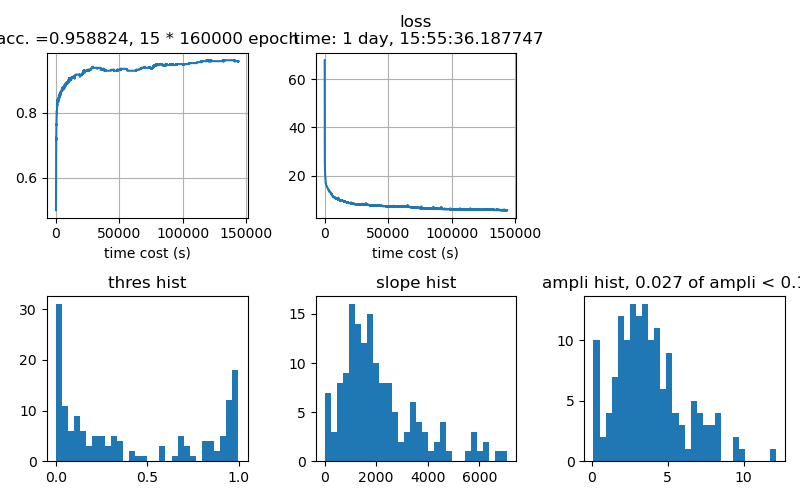 acc. =0.958824, 15 * 160000 epoch
loss
time: 1 day, 15:55:36.187747
0.8
0.6
0 50000 100000 150000
time cost (s)
60
40
20
0 50000 100000 150000
time cost (s)
thres hist
30
20
10
0
0.0 0.5 1.0
slope hist
15
10
5
0
0 2000 4000 6000
ampli hist, 0.027 of ampli < 0.1
10
5
0
0 5 10